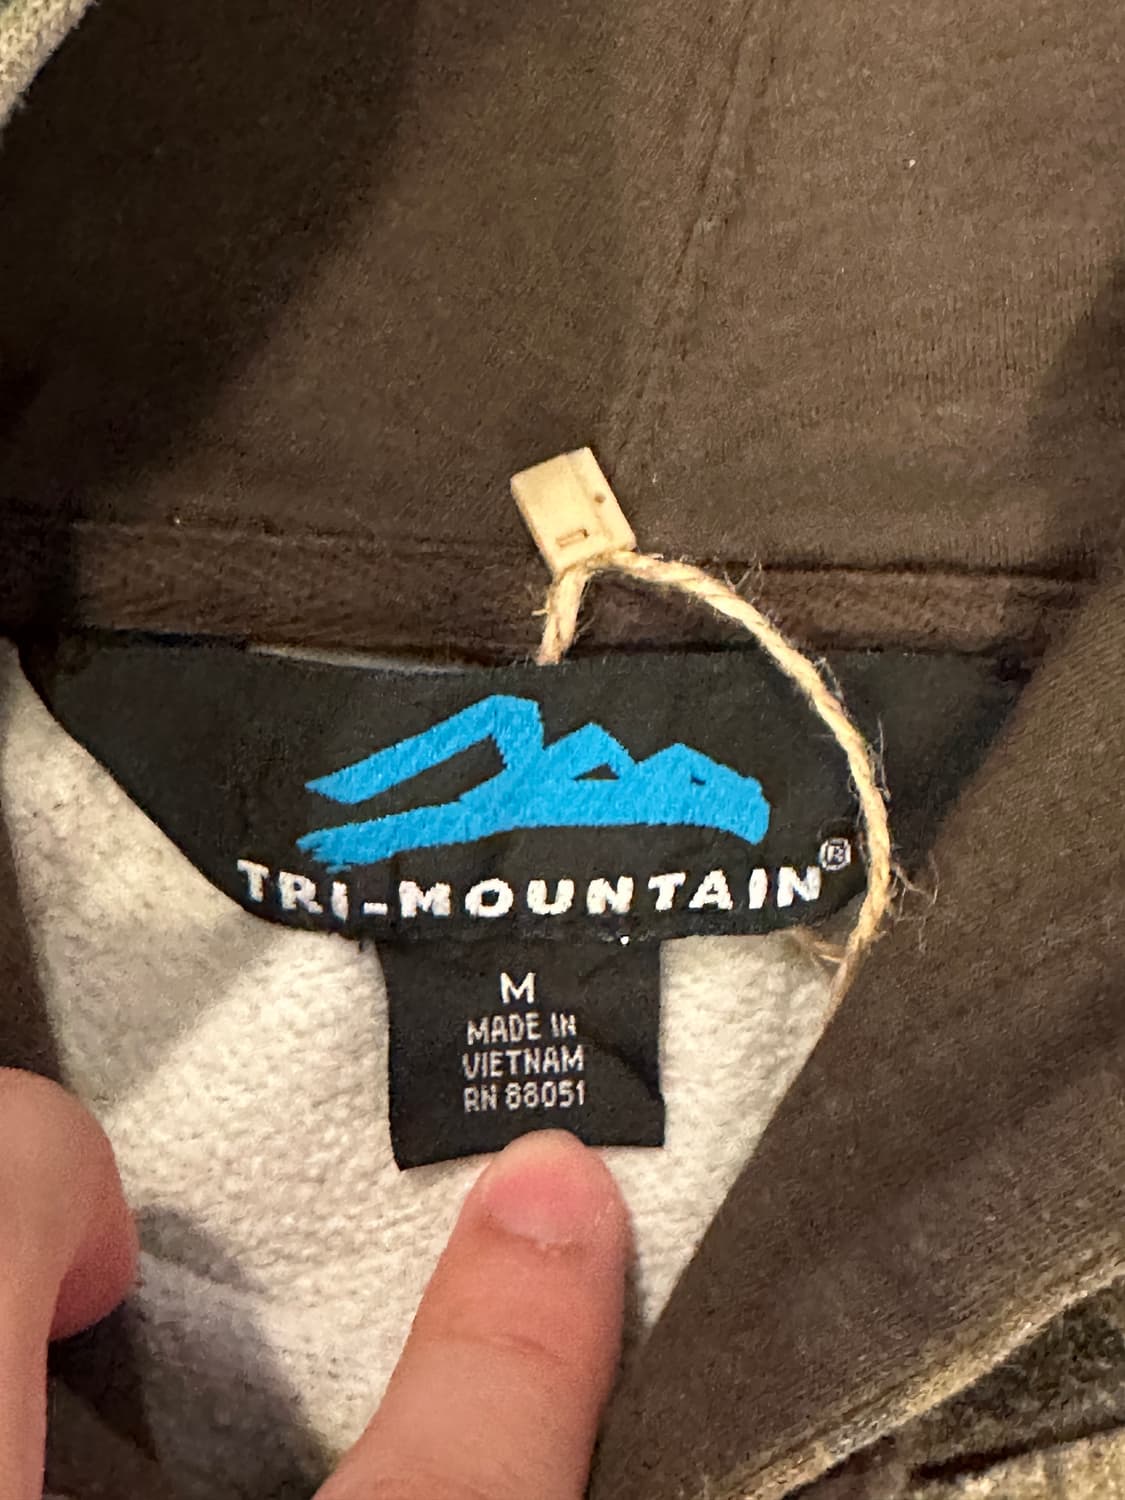 TRI-MOUNTAIN®
M
MADE IN
VIETNAM
RN 88051